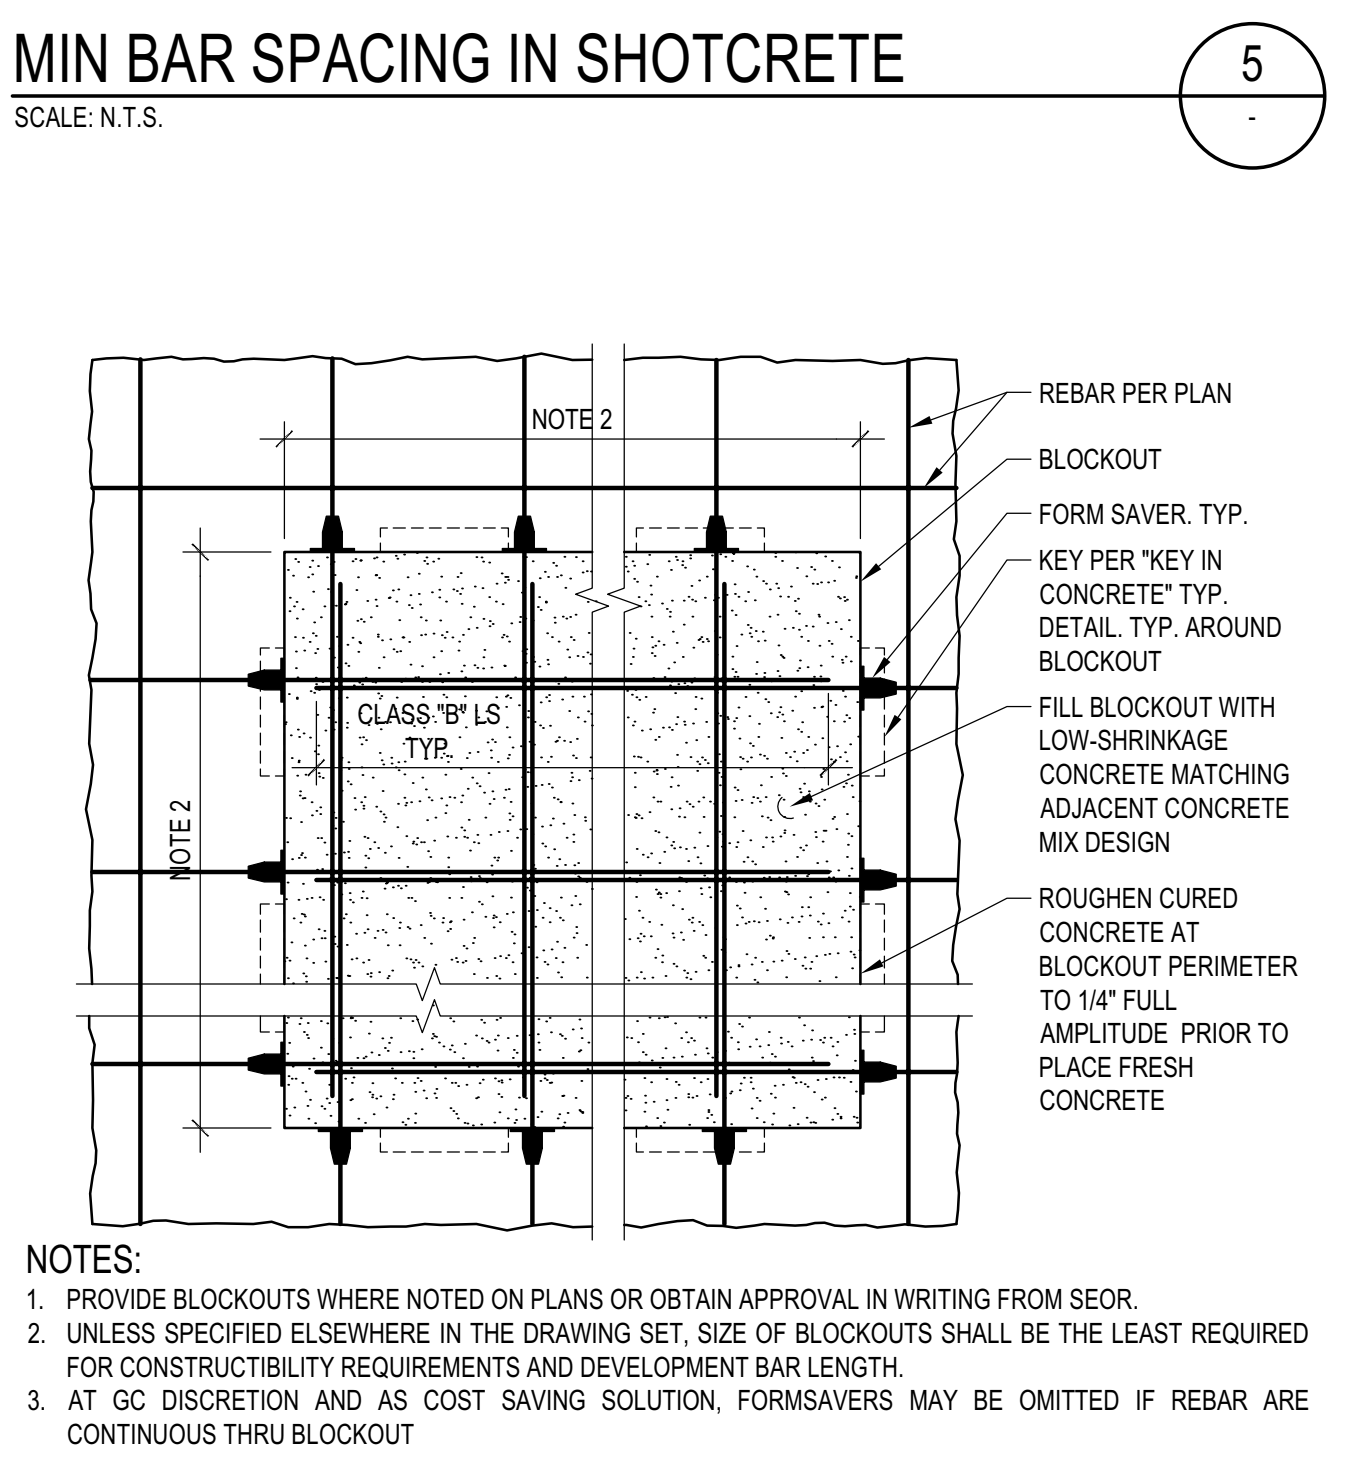 MIN BAR SPACING IN SHOTCRETE
5
SCALE: N.T.S.
-
NOTE 2
REBAR PER PLAN
BLOCKOUT
FORM SAVER. TYP.
KEY PER "KEY IN
CONCRETE" TYP.
DETAIL. TYP. AROUND
BLOCKOUT
CLASS "B" LS
TYP.
FILL BLOCKOUT WITH
LOW-SHRINKAGE
CONCRETE MATCHING
ADJACENT CONCRETE
MIX DESIGN
NOTE 2
ROUGHEN CURED
CONCRETE AT
BLOCKOUT PERIMETER
TO 1/4" FULL
AMPLITUDE PRIOR TO
PLACE FRESH
CONCRETE
NOTES:
1. PROVIDE BLOCKOUTS WHERE NOTED ON PLANS OR OBTAIN APPROVAL IN WRITING FROM SEOR.
2. UNLESS SPECIFIED ELSEWHERE IN THE DRAWING SET, SIZE OF BLOCKOUTS SHALL BE THE LEAST REQUIRED
FOR CONSTRUCTIBILITY REQUIREMENTS AND DEVELOPMENT BAR LENGTH.
3. AT GC DISCRETION AND AS COST SAVING SOLUTION, FORMSAVERS MAY BE OMITTED IF REBAR ARE
CONTINUOUS THRU BLOCKOUT